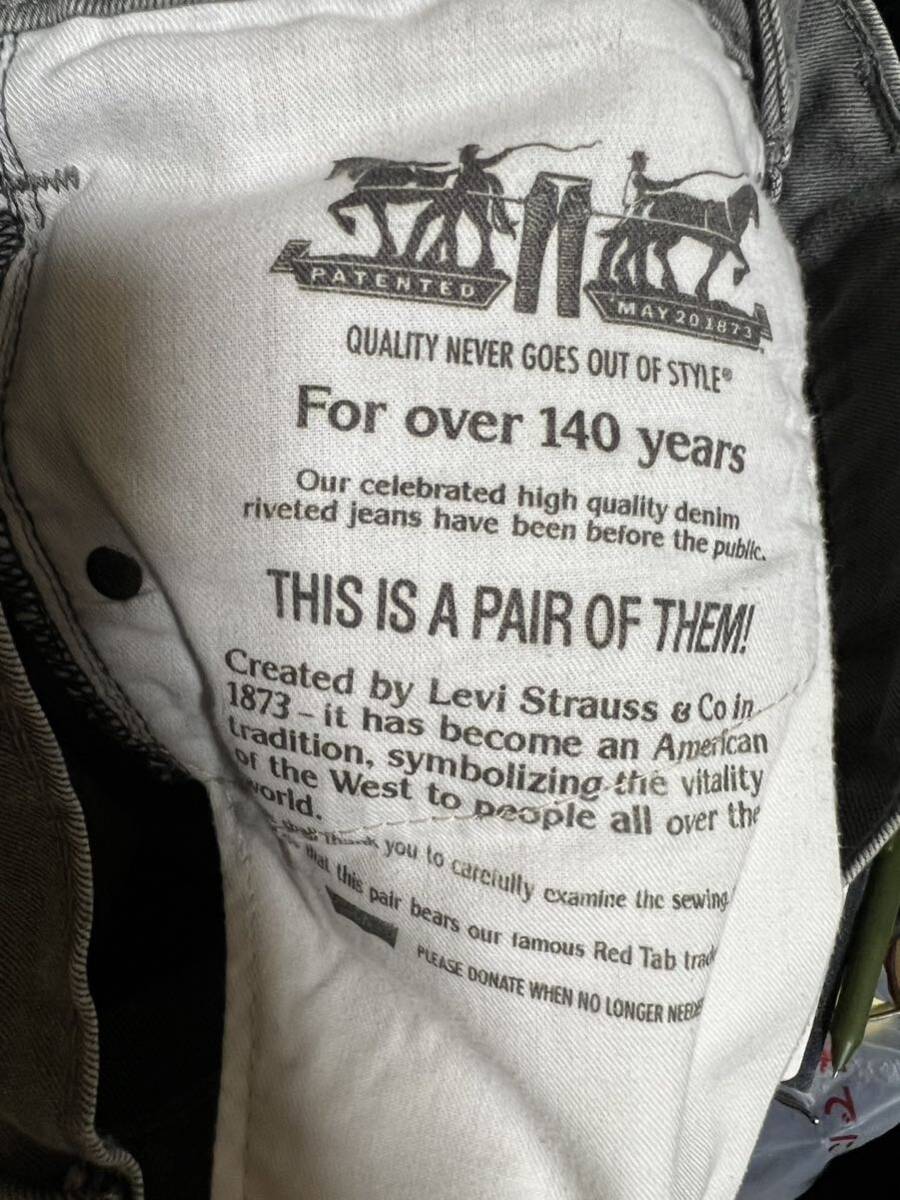 PATENTED
MAY 20 1873
QUALITY NEVER GOES OUT OF STYLE®
For over 140 years
Our celebrated high quality denim
riveted jeans have been before the public.
THIS IS A PAIR OF THEM!
Created by Levi Strauss & Co in
1873 – it has become an American
tradition, symbolizing the vitality
of the West to people all over the
world.
shall thank you to carefully examine the sewing
that this pair bears our famous Red Tab
PLEASE DONATE WHEN NO LONGER